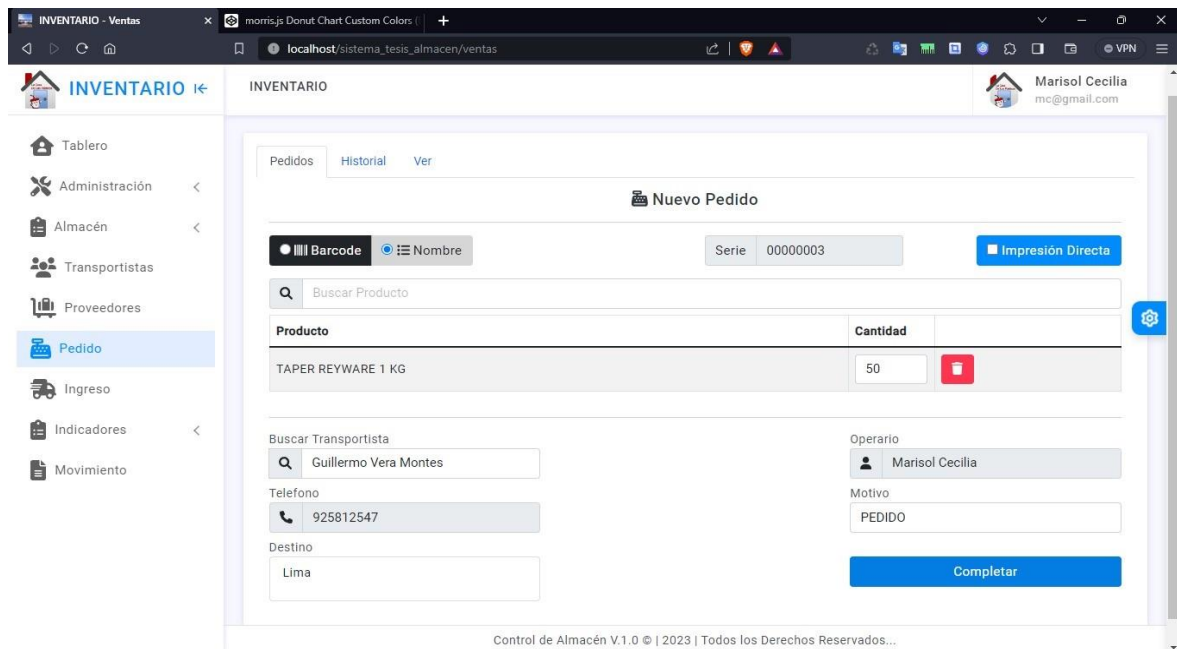 INVENTARIO - Ventas
morris.js Donut Chart Custom Colors (
localhost/sistema_tesis_almacen/ventas
VPN
INVENTARIO
INVENTARIO
Marisol Cecilia
mc@gmail.com
Tablero
Administración
Almacén
Transportistas
Proveedores
Pedido
Ingreso
Indicadores
Movimiento
Pedidos Historial Ver
Nuevo Pedido
Barcode Nombre Serie 00000003 Impresión Directa
Buscar Producto
Producto Cantidad
TAPER REYWARE 1 KG 50
Buscar Transportista Operario
Guillermo Vera Montes Marisol Cecilia
Telefono Motivo
925812547 PEDIDO
Destino
Lima Completar
Control de Almacén V.1.0 © | 2023 | Todos los Derechos Reservados...